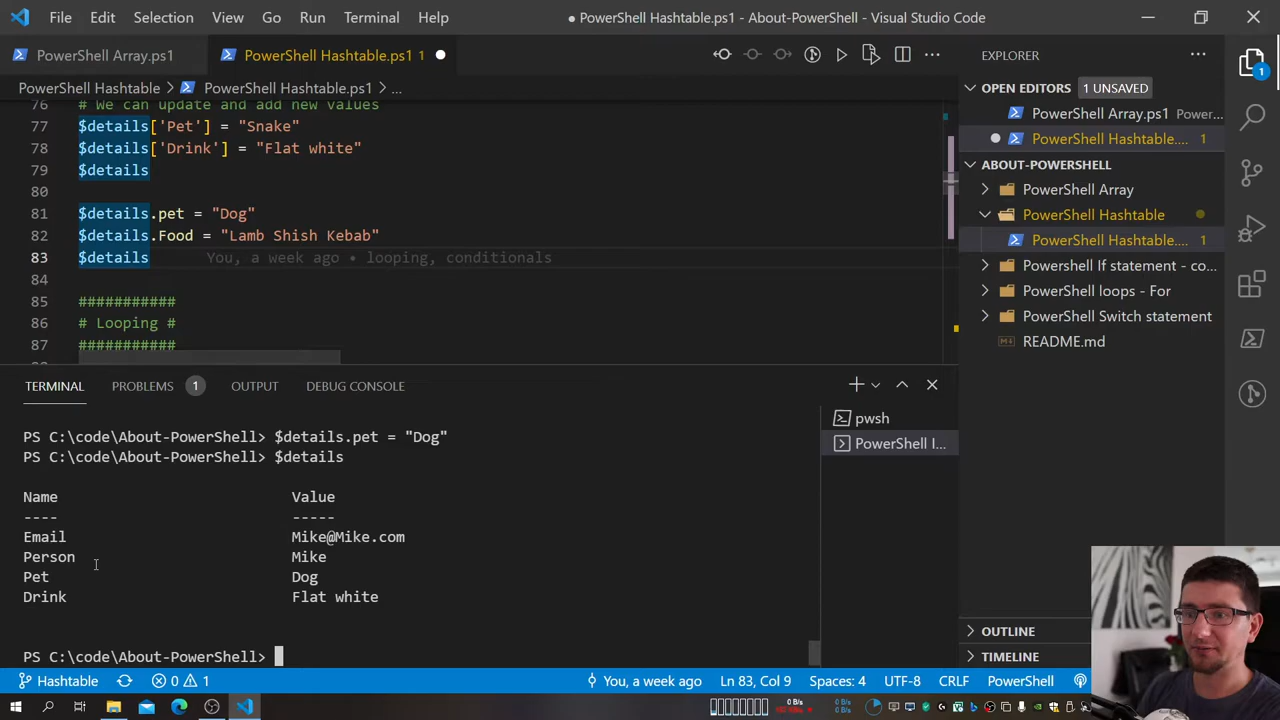 File Edit Selection View Go Run Terminal Help
● PowerShell Hashtable.ps1 - About-PowerShell - Visual Studio Code
PowerShell Array.ps1
PowerShell Hashtable.ps1 1
PowerShell Hashtable > PowerShell Hashtable.ps1 > ...
76 # We can update and add new values
77 $details['Pet'] = "Snake"
78 $details['Drink'] = "Flat white"
79 $details
80
81 $details.pet = "Dog"
82 $details.Food = "Lamb Shish Kebab"
83 $details You, a week ago • looping, conditionals
84
85 ###########
86 # Looping #
87 ###########
EXPLORER
OPEN EDITORS 1 UNSAVED
PowerShell Array.ps1 Power...
PowerShell Hashtable.... 1
ABOUT-POWERSHELL
PowerShell Array
PowerShell Hashtable
PowerShell Hashtable.... 1
Powershell If statement - co...
PowerShell loops - For
PowerShell Switch statement
README.md
OUTLINE
TIMELINE
1
TERMINAL PROBLEMS 1 OUTPUT DEBUG CONSOLE
pwsh
PowerShell I...
PS C:\code\About-PowerShell> $details.pet = "Dog"
PS C:\code\About-PowerShell> $details
Name Value
---- -----
Email Mike@Mike.com
Person Mike
Pet Dog
Drink Flat white
PS C:\code\About-PowerShell>
Hashtable 0 1 You, a week ago Ln 83, Col 9 Spaces: 4 UTF-8 CRLF PowerShell
0 B/s
0 B/s
0 B/s
0 B/s